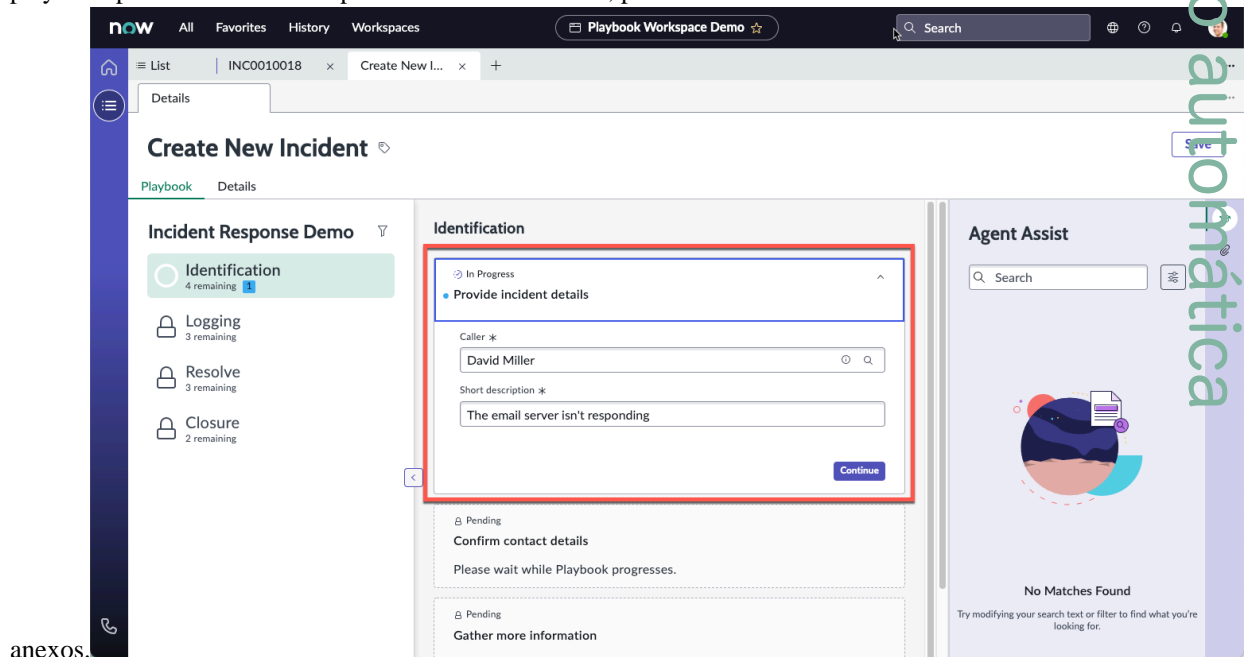 now All Favorites History Workspaces Playbook Workspace Demo Search
List INC0010018 × Create New I... × +
Details
Create New Incident
Save
Playbook Details
Incident Response Demo
Identification
4 remaining 1
Logging
3 remaining
Resolve
3 remaining
Closure
2 remaining
Identification
In Progress
Provide incident details
Caller *
David Miller
Short description *
The email server isn't responding
Continue
Pending
Confirm contact details
Please wait while Playbook progresses.
Pending
Gather more information
Agent Assist
Search
No Matches Found
Try modifying your search text or filter to find what you're
looking for.
anexos.
automática